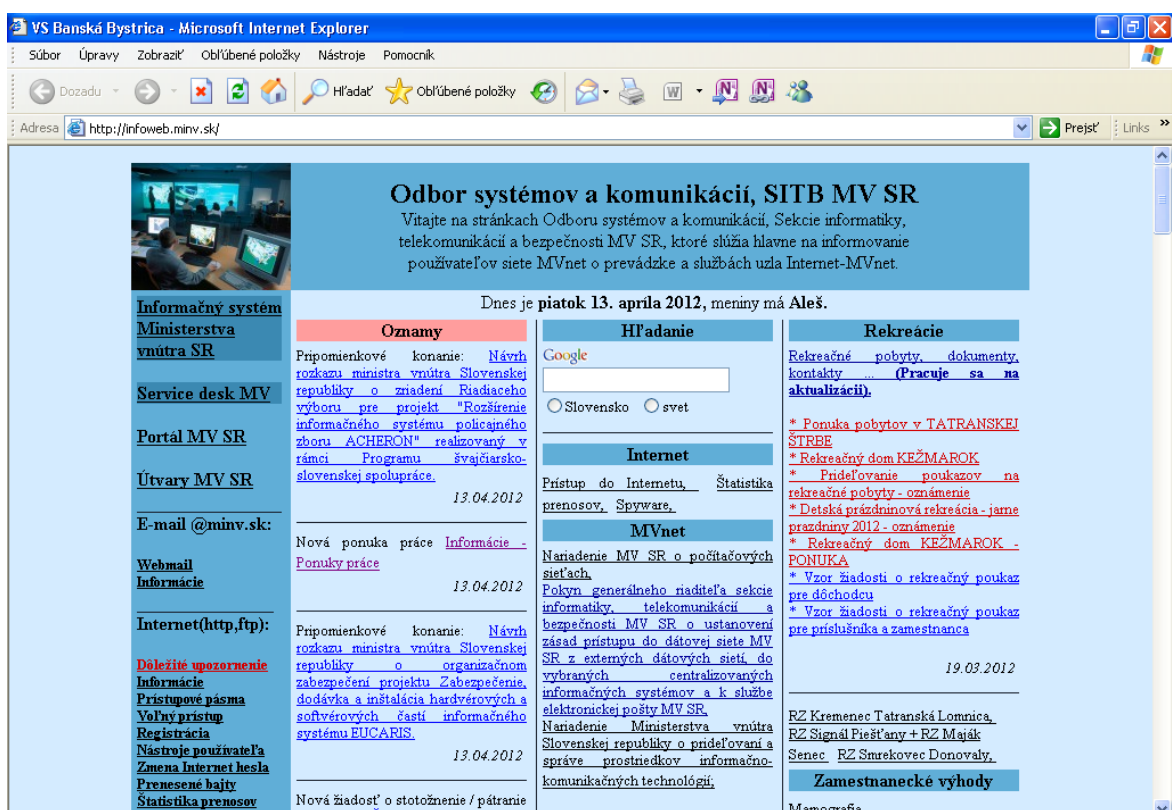 VS Banská Bystrica - Microsoft Internet Explorer
Súbor Úpravy Zobraziť Obľúbené položky Nástroje Pomocník
Dozadu Hľadať Obľúbené položky
Adresa http://infoweb.minv.sk/ Prejsť Links »
Odbor systémov a komunikácií, SITB MV SR
Vitajte na stránkach Odboru systémov a komunikácií, Sekcie informatiky,
telekomunikácií a bezpečnosti MV SR, ktoré slúžia hlavne na informovanie
používateľov siete MVnet o prevádzke a službách uzla Internet-MVnet.
Dnes je piatok 13. apríla 2012, meniny má Aleš.
Informačný systém
Ministerstva
vnútra SR
Service desk MV
Portál MV SR
Útvary MV SR
E-mail @minv.sk:
Webmail
Informácie
Internet(http,ftp):
Dôležité upozornenie
Informácie
Prístupové pásma
Voľný prístup
Registrácia
Nástroje používateľa
Zmena Internet hesla
Prenesené bajty
Štatistika prenosov
Oznamy
Pripomienkové konanie: Návrh
rozkazu ministra vnútra Slovenskej
republiky o zriadení Riadiaceho
výboru pre projekt "Rozšírenie
informačného systému policajného
zboru ACHERON" realizovaný v
rámci Programu švajčiarsko-
slovenskej spolupráce.
13.04.2012
Nová ponuka práce Informácie -
Ponuky práce
13.04.2012
Pripomienkové konanie: Návrh
rozkazu ministra vnútra Slovenskej
republiky o organizačnom
zabezpečení projektu Zabezpečenie,
dodávka a inštalácia hardvérových a
softvérových častí informačného
systému EUCARIS.
13.04.2012
Nová žiadosť o stotožnenie / pátranie
Hľadanie
Google
Slovensko svet
Internet
Prístup do Internetu, Štatistika
prenosov, Spyware,
MVnet
Nariadenie MV SR o počítačových
sieťach,
Pokyn generálneho riaditeľa sekcie
informatiky, telekomunikácií a
bezpečnosti MV SR o ustanovení
zásad prístupu do dátovej siete MV
SR z externých dátových sietí, do
vybraných centralizovaných
informačných systémov a k službe
elektronickej pošty MV SR,
Nariadenie Ministerstva vnútra
Slovenskej republiky o prideľovaní a
správe prostriedkov informačno-
komunikačných technológií;
Rekreácie
Rekreačné pobyty, dokumenty,
kontakty ... (Pracuje sa na
aktualizácii).
* Ponuka pobytov v TATRANSKEJ
ŠTRBE
* Rekreačný dom KEŽMAROK
* Prideľovanie poukazov na
rekreačné pobyty - oznámenie
* Detská prázdninová rekreácia - jarne
prazdniny 2012 - oznámenie
* Rekreačný dom KEŽMAROK -
PONUKA
* Vzor žiadosti o rekreačný poukaz
pre dôchodcu
* Vzor žiadosti o rekreačný poukaz
pre príslušníka a zamestnanca
19.03.2012
RZ Kremenec Tatranská Lomnica,
RZ Signál Piešťany + RZ Maják
Senec RZ Smrekovec Donovaly,
Zamestnanecké výhody
Mamografia